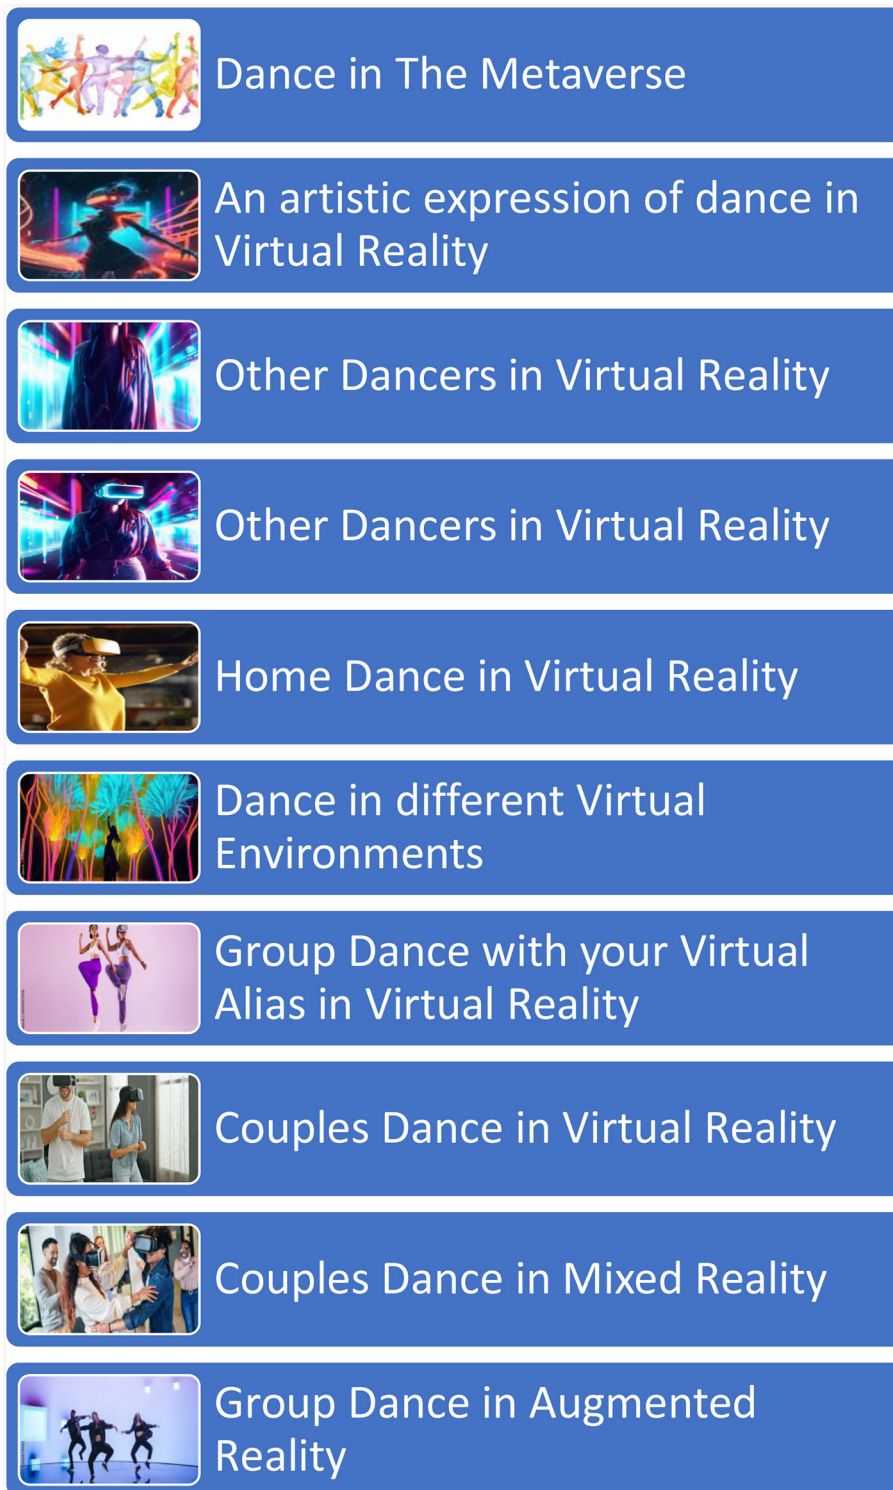 Dance in The Metaverse
An artistic expression of dance in
Virtual Reality
Other Dancers in Virtual Reality
Other Dancers in Virtual Reality
Home Dance in Virtual Reality
Dance in different Virtual
Environments
Group Dance with your Virtual
Alias in Virtual Reality
Couples Dance in Virtual Reality
Couples Dance in Mixed Reality
Group Dance in Augmented
Reality